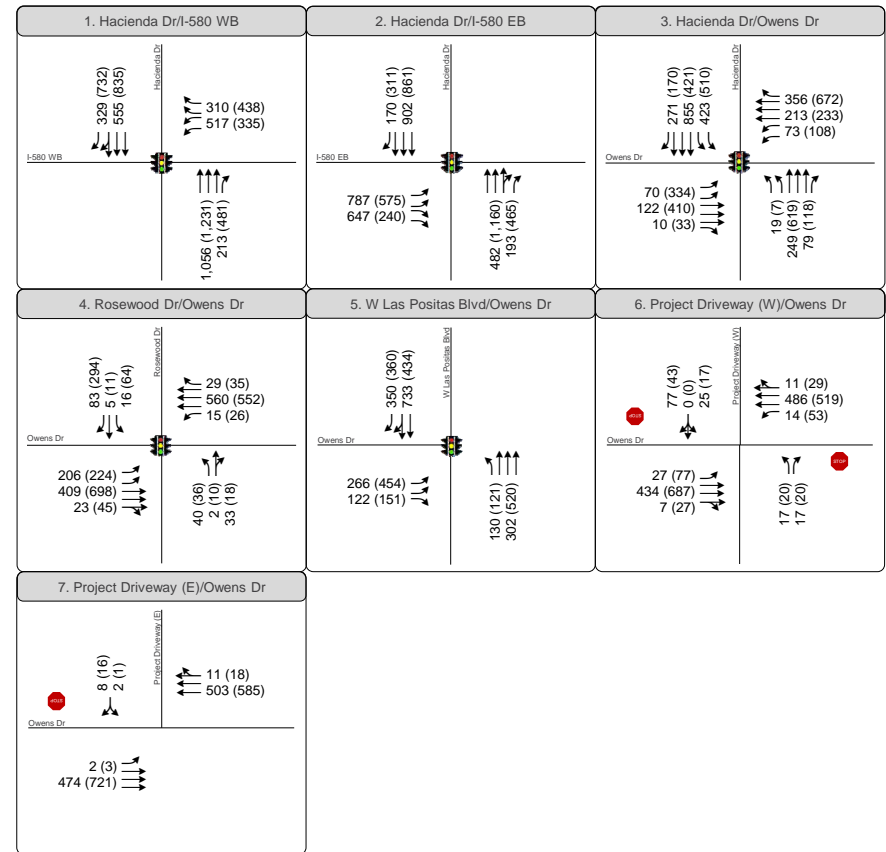 1. Hacienda Dr/I-580 WB
Hacienda Dr
329 (732)
555 (835)
310 (438)
517 (335)
I-580 WB
1,056 (1,231)
213 (481)
2. Hacienda Dr/I-580 EB
Hacienda Dr
170 (311)
902 (861)
I-580 EB
787 (575)
647 (240)
482 (1,160)
193 (465)
3. Hacienda Dr/Owens Dr
Hacienda Dr
271 (170)
855 (421)
423 (510)
356 (672)
213 (233)
73 (108)
Owens Dr
70 (334)
122 (410)
10 (33)
19 (7)
249 (619)
79 (118)
4. Rosewood Dr/Owens Dr
Rosewood Dr
83 (294)
5 (11)
16 (64)
29 (35)
560 (552)
15 (26)
Owens Dr
206 (224)
409 (698)
23 (45)
40 (36)
2 (10)
33 (18)
5. W Las Positas Blvd/Owens Dr
W Las Positas Blvd
350 (360)
733 (434)
Owens Dr
266 (454)
122 (151)
130 (121)
302 (520)
6. Project Driveway (W)/Owens Dr
Project Driveway (W)
77 (43)
0 (0)
25 (17)
11 (29)
486 (519)
14 (53)
STOP
Owens Dr
STOP
27 (77)
434 (687)
7 (27)
17 (20)
17 (20)
7. Project Driveway (E)/Owens Dr
Project Driveway (E)
8 (16)
2 (1)
11 (18)
503 (585)
STOP
Owens Dr
2 (3)
474 (721)